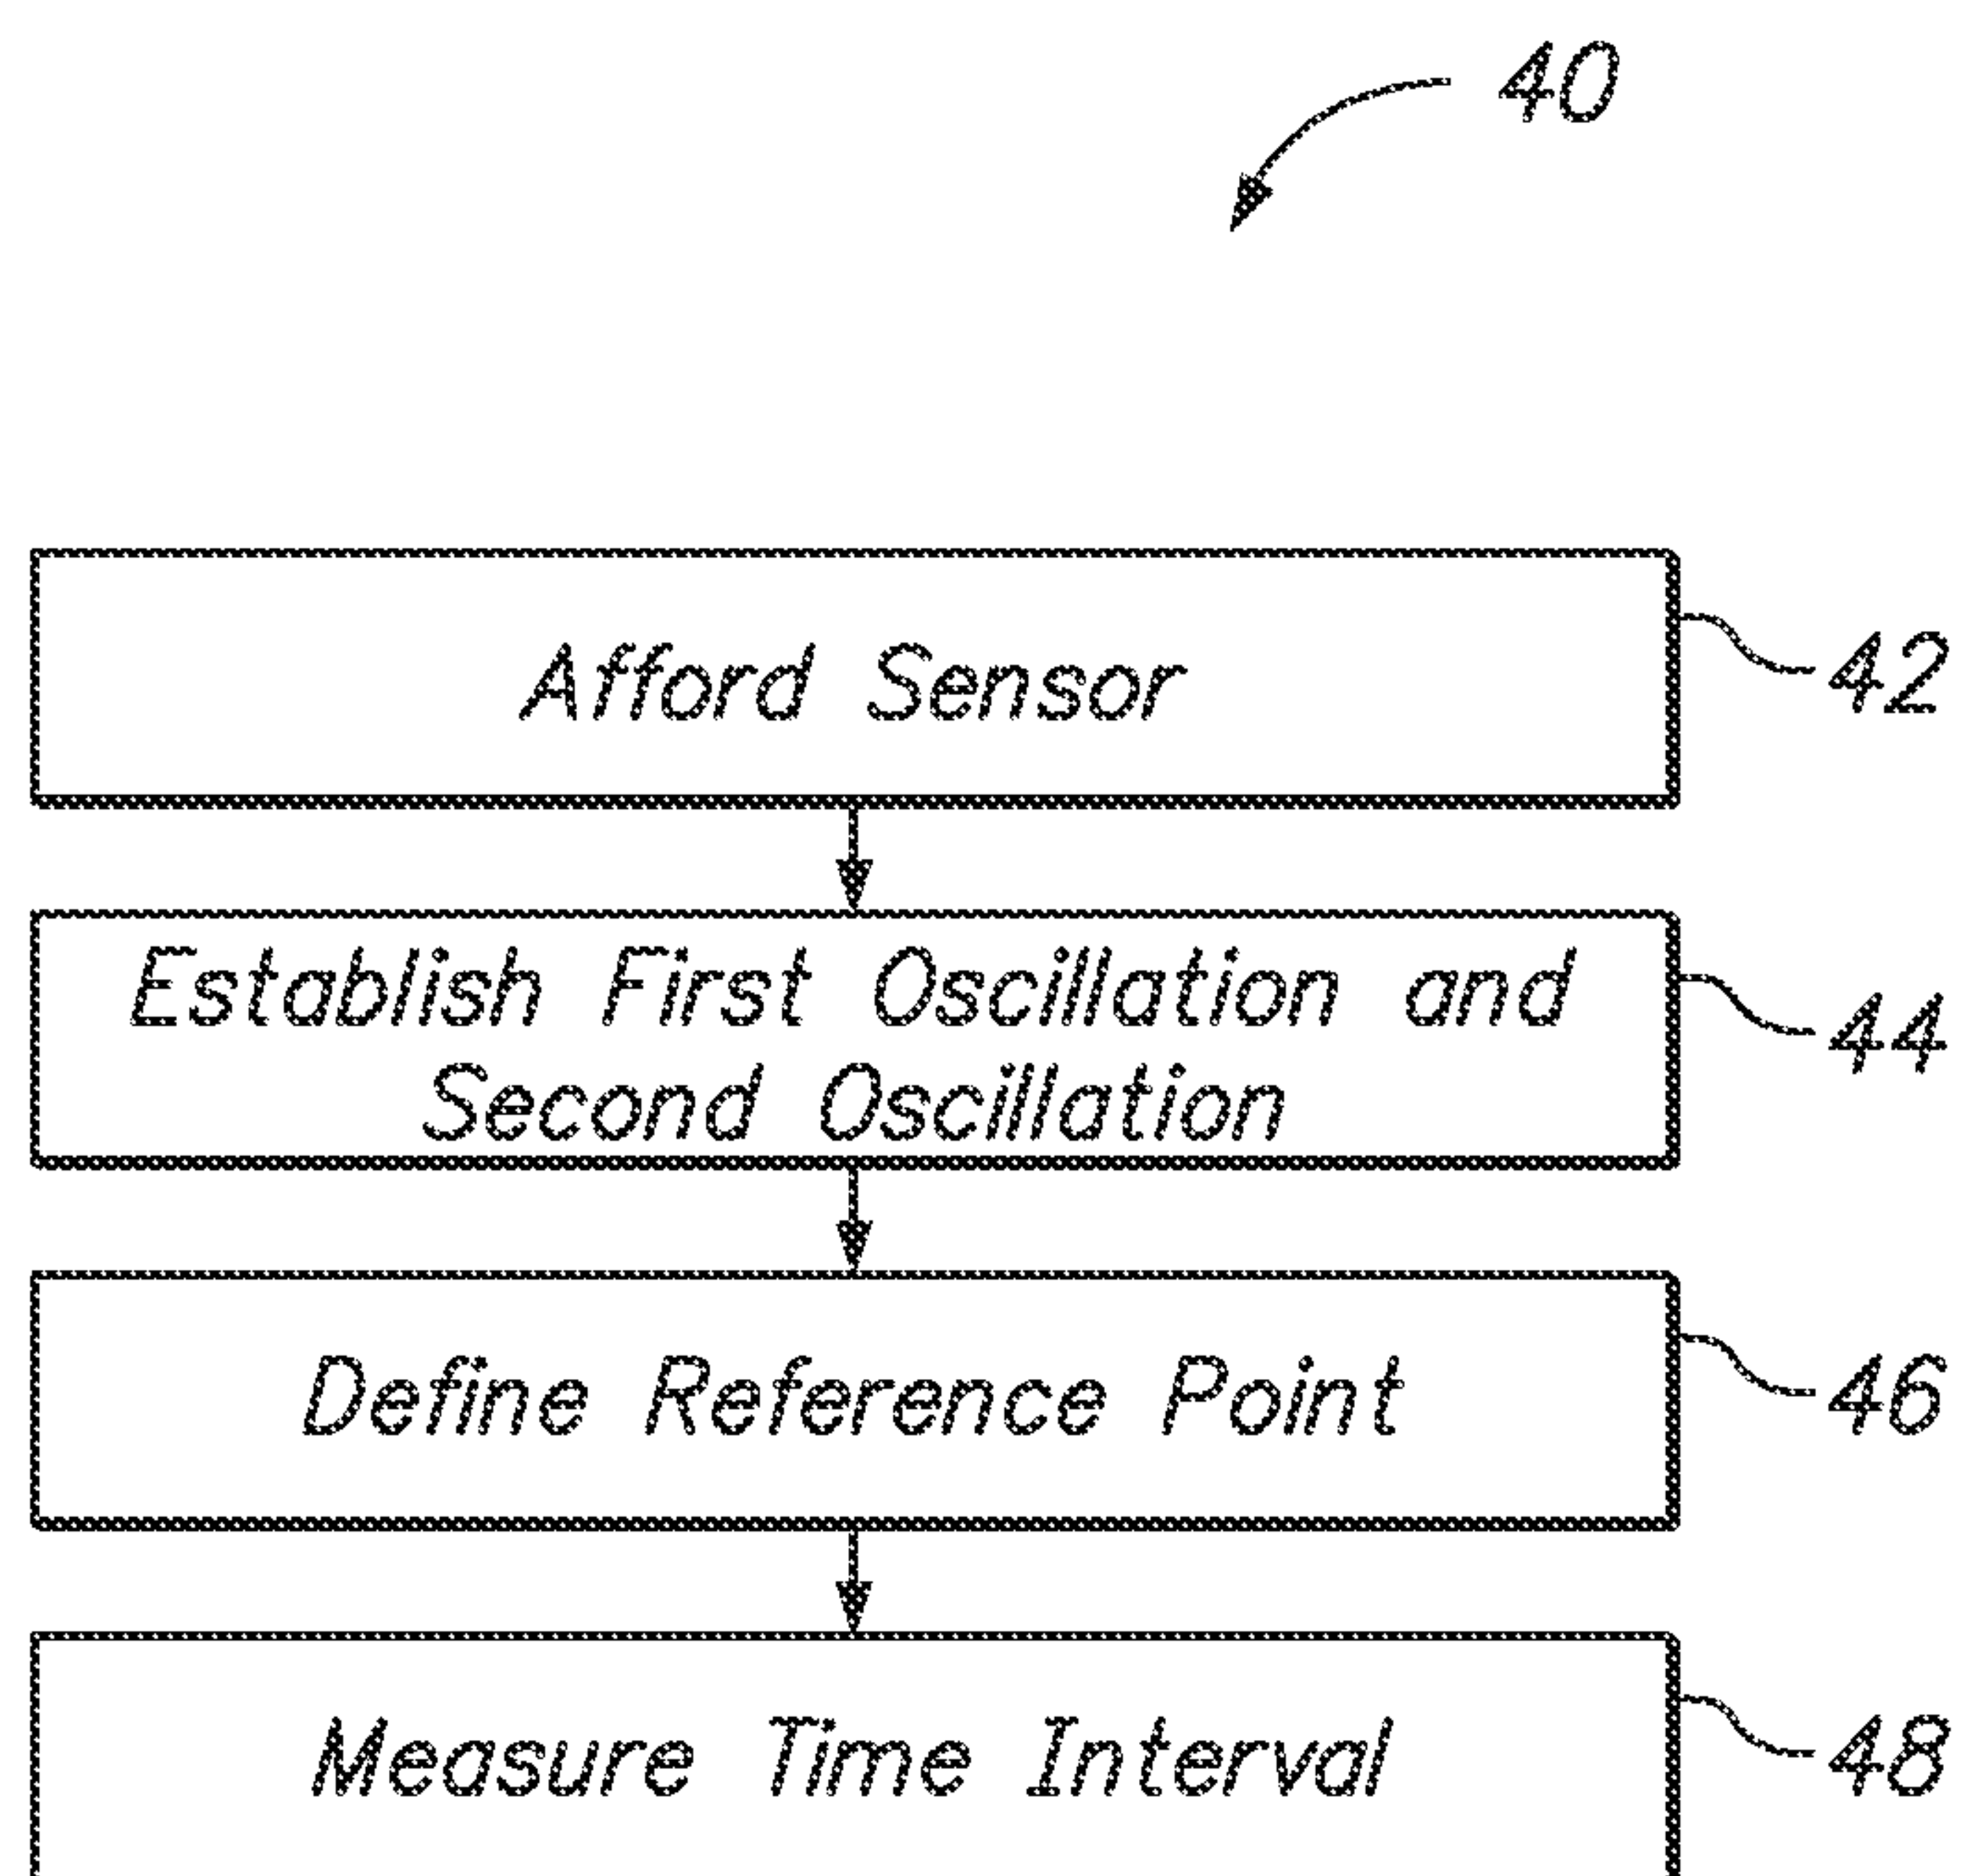 40
Afford Sensor
42
Establish First Oscillation and
Second Oscillation
44
Define Reference Point
46
Measure Time Interval
48